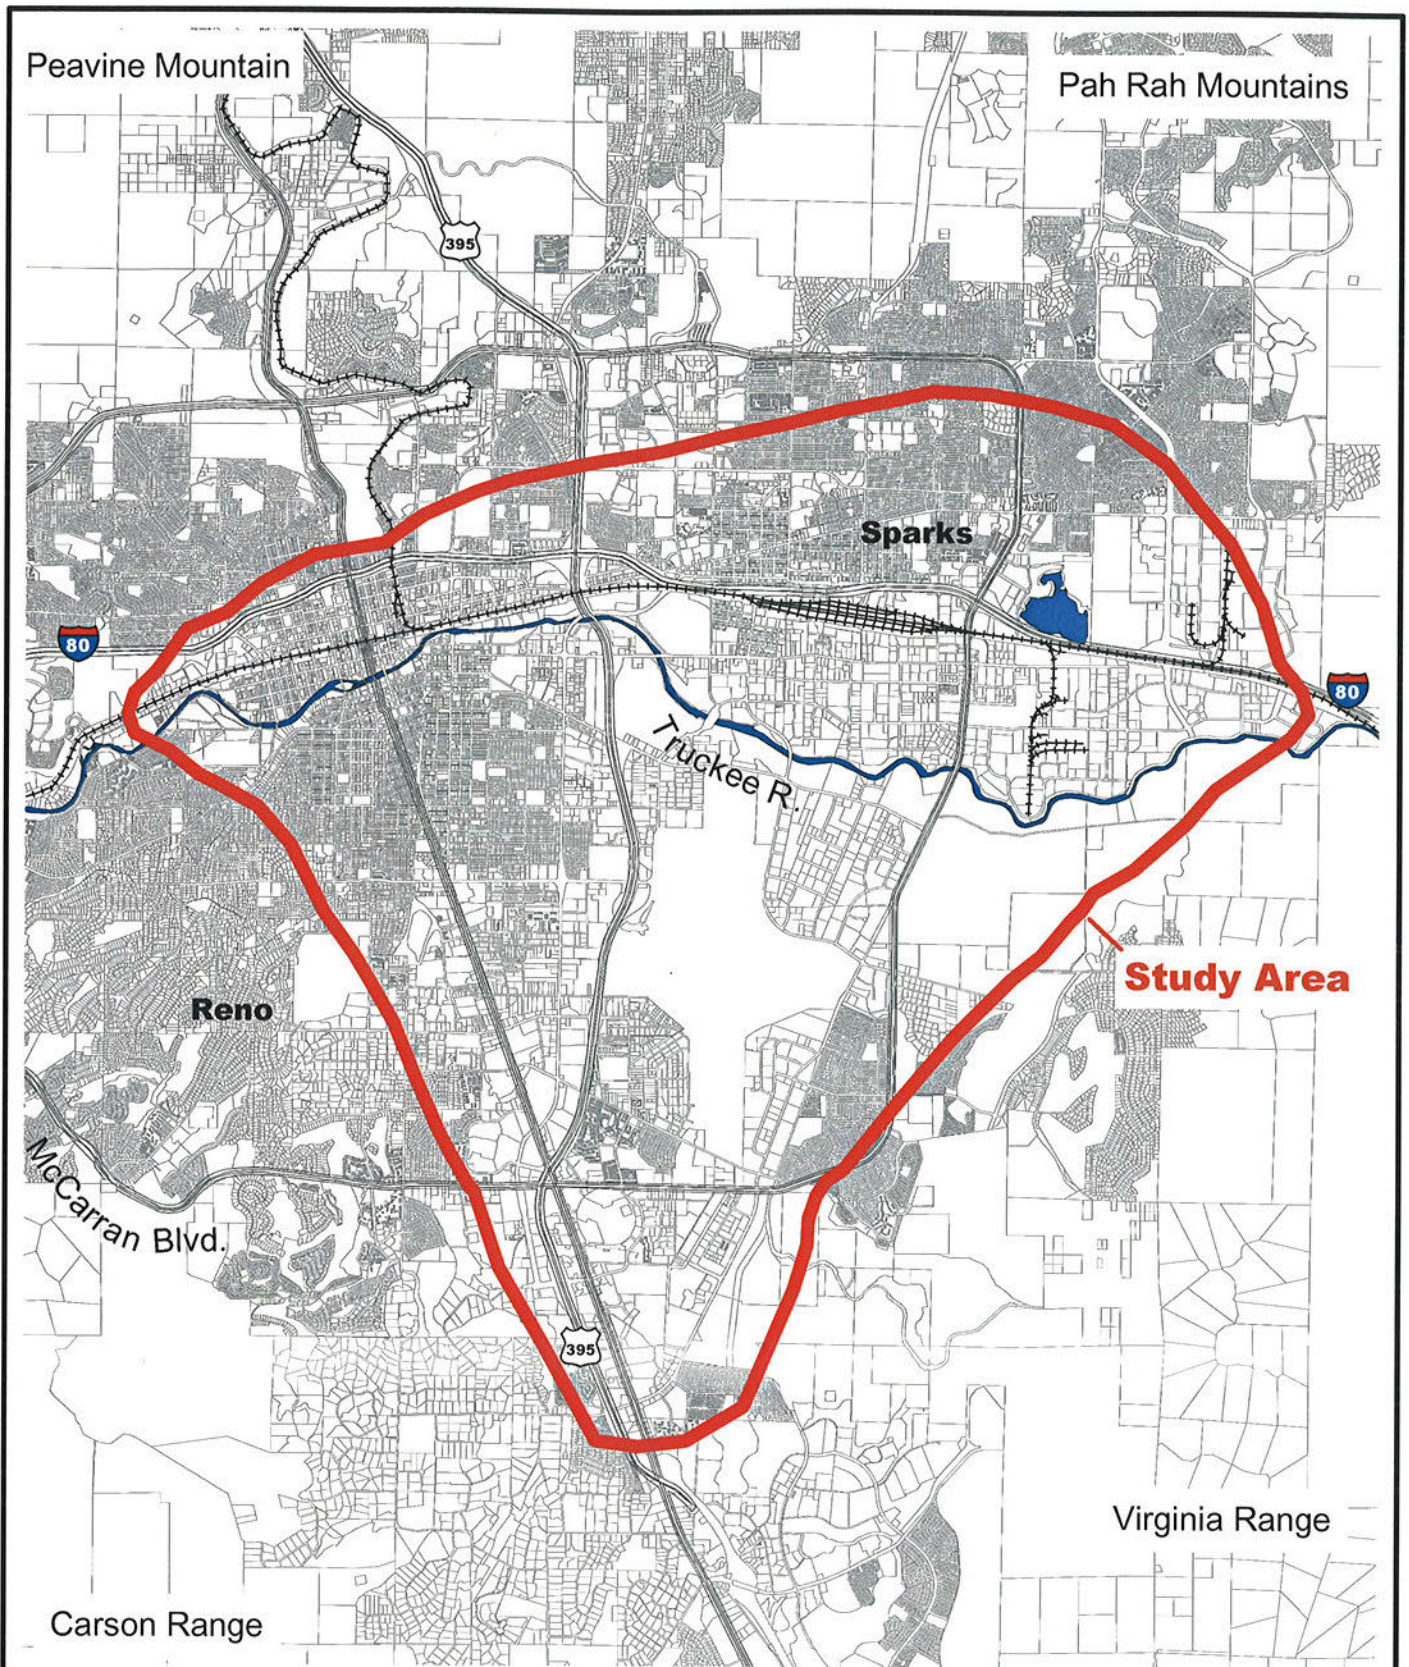 Peavine Mountain
Pah Rah Mountains
395
Sparks
80
80
Truckee R.
Study Area
Reno
McCarran Blvd.
395
Virginia Range
Carson Range